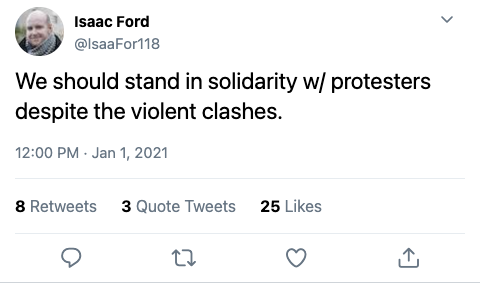 Isaac Ford
@IsaaFor118
We should stand in solidarity w/ protesters
despite the violent clashes.
12:00 PM · Jan 1, 2021
8 Retweets 3 Quote Tweets 25 Likes